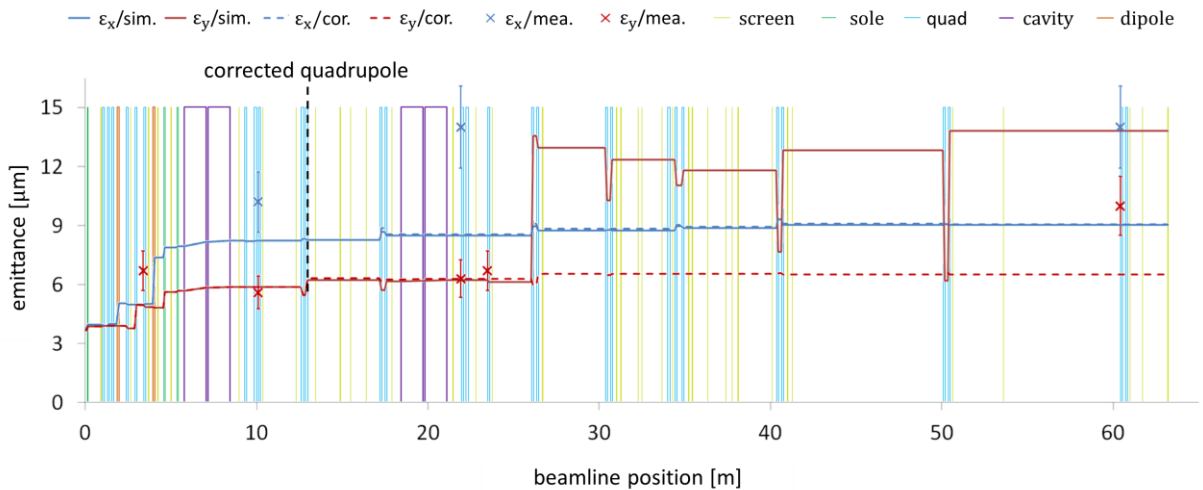 εx/sim. εy/sim. εx/cor. εy/cor. εx/mea. εy/mea. screen sole quad cavity dipole
corrected quadrupole
15
12
9
6
3
0
emittance [μm]
0 10 20 30 40 50 60
beamline position [m]